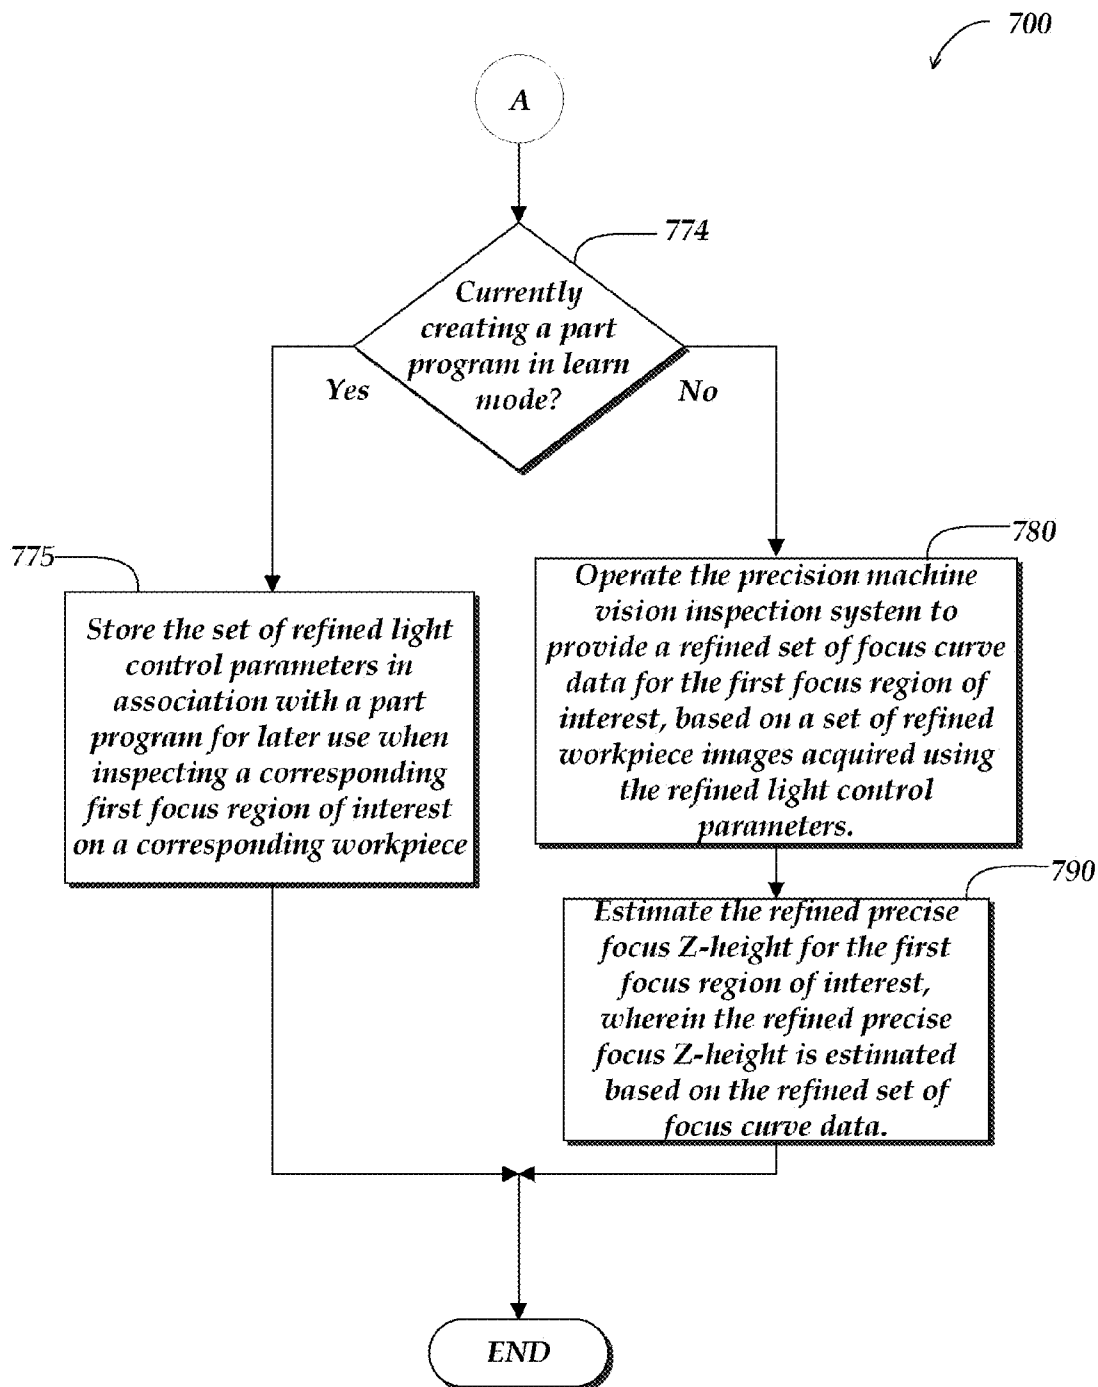 700
A
774
Currently
creating a part
program in learn
mode?
Yes
No
775
Store the set of refined light
control parameters in
association with a part
program for later use when
inspecting a corresponding
first focus region of interest
on a corresponding workpiece
780
Operate the precision machine
vision inspection system to
provide a refined set of focus curve
data for the first focus region of
interest, based on a set of refined
workpiece images acquired using
the refined light control
parameters.
790
Estimate the refined precise
focus Z-height for the first
focus region of interest,
wherein the refined precise
focus Z-height is estimated
based on the refined set of
focus curve data.
END